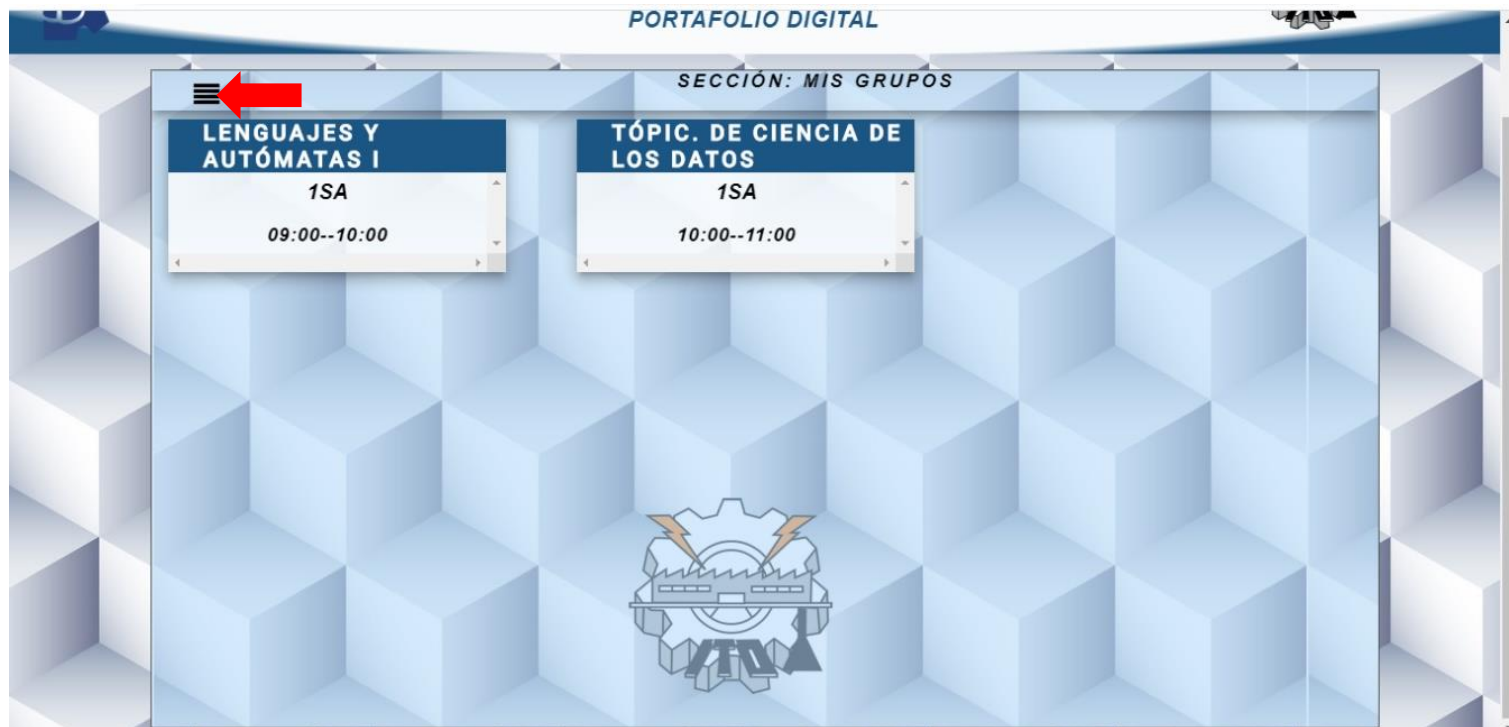 PORTAFOLIO DIGITAL
SECCIÓN: MIS GRUPOS
LENGUAJES Y
AUTÓMATAS I
1SA
09:00--10:00
TÓPIC. DE CIENCIA DE
LOS DATOS
1SA
10:00--11:00
ITO